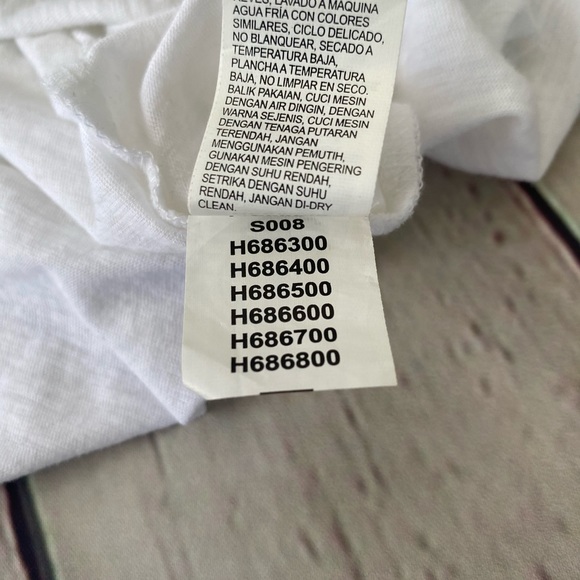 REVÉS, LAVADO A MAQUINA
AGUA FRÍA CON COLORES
SIMILARES, CICLO DELICADO,
NO BLANQUEAR, SECADO A
TEMPERATURA BAJA,
PLANCHA A TEMPERATURA
BAJA, NO LIMPIAR EN SECO.
BALIK PAKAIAN, CUCI MESIN
DENGAN AIR DINGIN, DENGAN
WARNA SEJENIS, CUCI MESIN
DENGAN TENAGA PUTARAN
TERENDAH, JANGAN
MENGGUNAKAN PEMUTIH,
GUNAKAN MESIN PENGERING
DENGAN SUHU RENDAH,
SETRIKA DENGAN SUHU
RENDAH, JANGAN DI-DRY
CLEAN.
S008
H686300
H686400
H686500
H686600
H686700
H686800